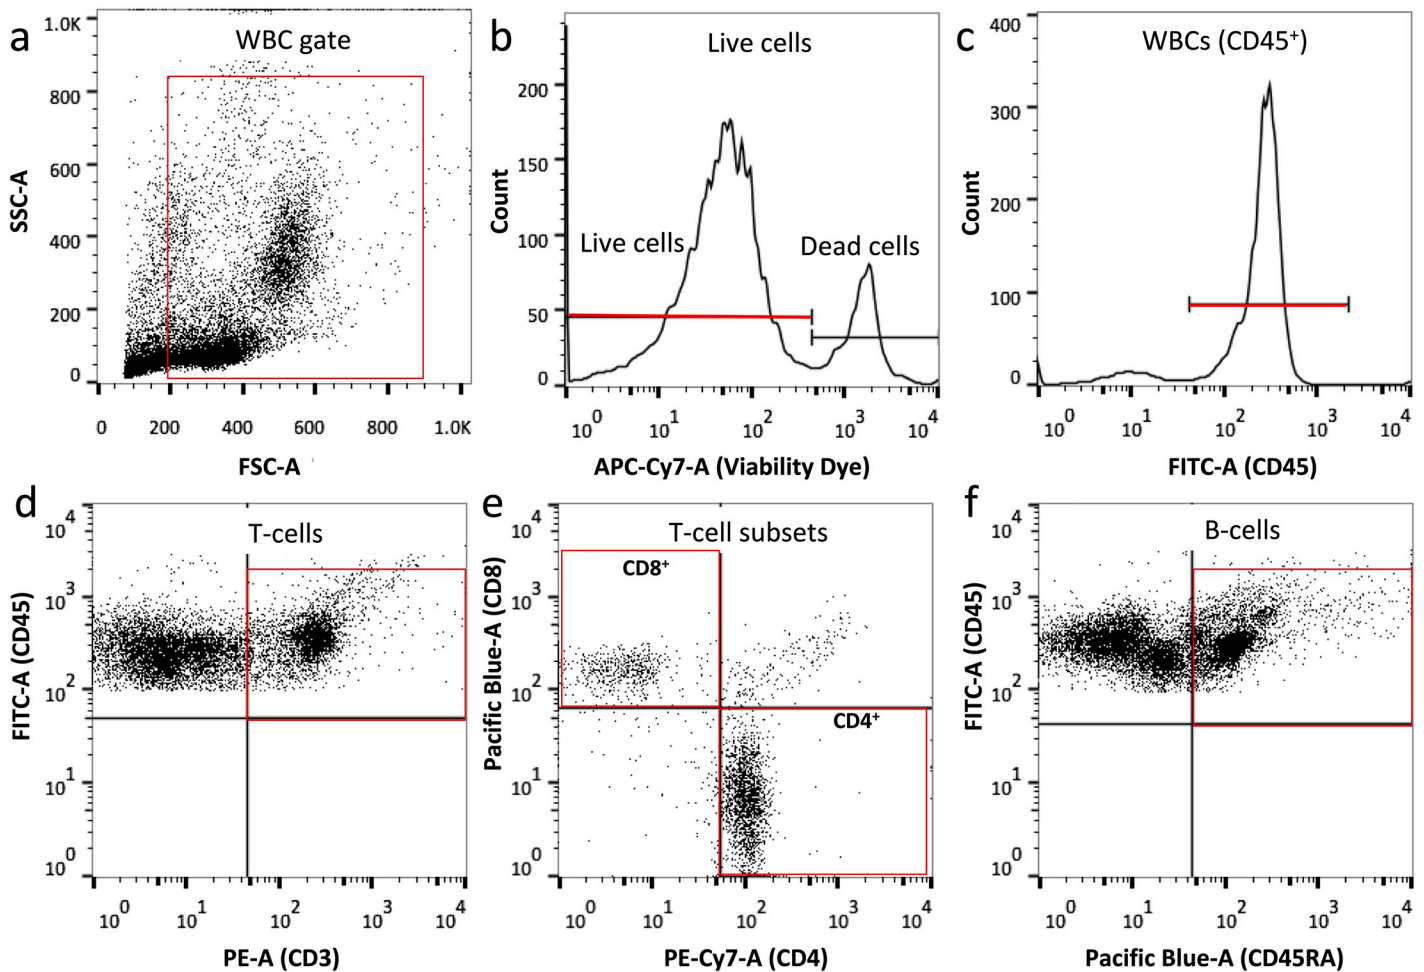 a
WBC gate
SSC-A
1.0K
800
600
400
200
0
0 200 400 600 800 1.0K
FSC-A
b
Live cells
Count
200
150
100
50
0
Live cells
Dead cells
10^0 10^1 10^2 10^3 10^4
APC-Cy7-A (Viability Dye)
c
WBCs (CD45+)
Count
400
300
200
100
0
10^0 10^1 10^2 10^3 10^4
FITC-A (CD45)
d
T-cells
FITC-A (CD45)
10^4
10^3
10^2
10^1
10^0
10^0 10^1 10^2 10^3 10^4
PE-A (CD3)
e
T-cell subsets
Pacific Blue-A (CD8)
10^4
10^3
10^2
10^1
10^0
CD8+
CD4+
10^0 10^1 10^2 10^3 10^4
PE-Cy7-A (CD4)
f
B-cells
FITC-A (CD45)
10^4
10^3
10^2
10^1
10^0
10^0 10^1 10^2 10^3 10^4
Pacific Blue-A (CD45RA)